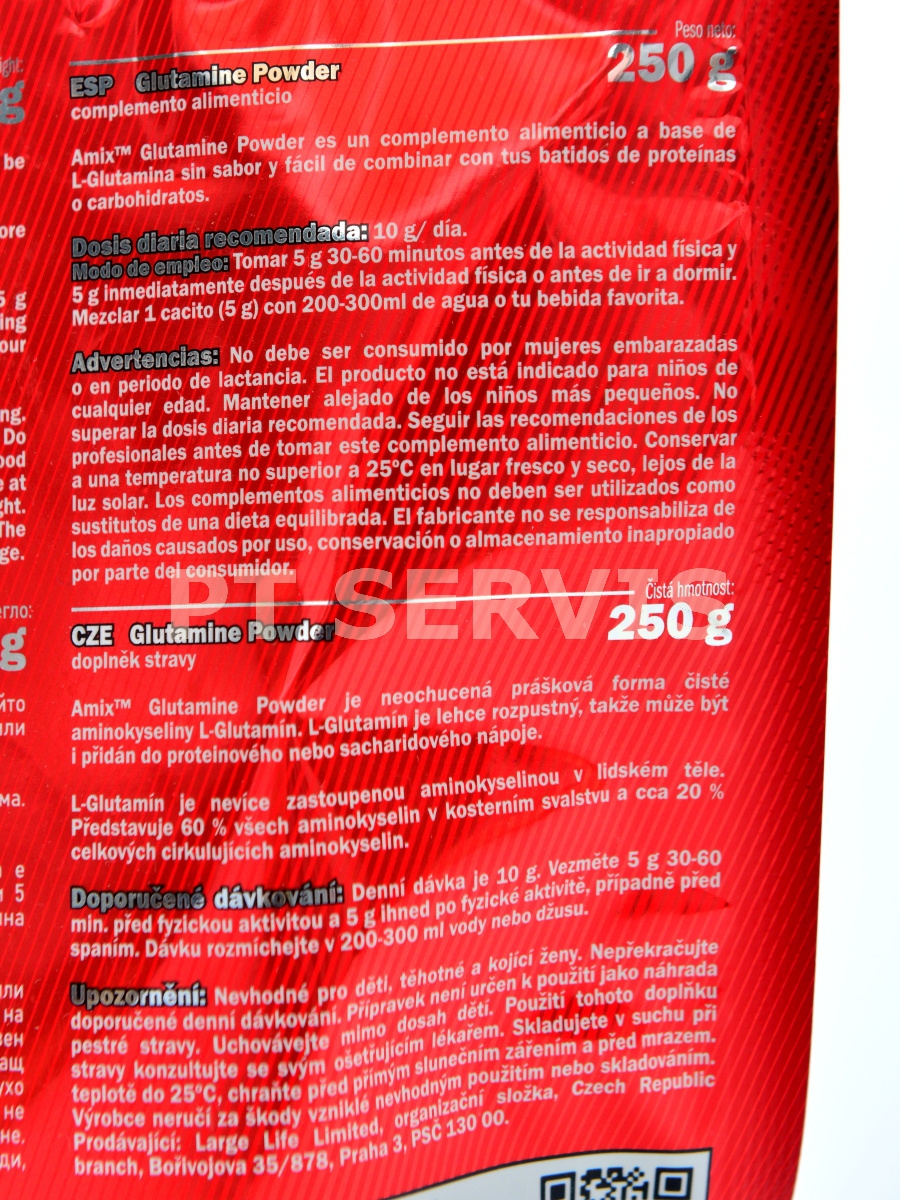 Peso neto:
ESP Glutamine Powder 250 g
complemento alimenticio
Amix™ Glutamine Powder es un complemento alimenticio a base de
L-Glutamina sin sabor y fácil de combinar con tus batidos de proteínas
o carbohidratos.
Dosis diaria recomendada: 10 g/ día.
Modo de empleo: Tomar 5 g 30-60 minutos antes de la actividad física y
5 g inmediatamente después de la actividad física o antes de ir a dormir.
Mezclar 1 cacito (5 g) con 200-300ml de agua o tu bebida favorita.
Advertencias: No debe ser consumido por mujeres embarazadas
o en periodo de lactancia. El producto no está indicado para niños de
cualquier edad. Mantener alejado de los niños más pequeños. No
superar la dosis diaria recomendada. Seguir las recomendaciones de los
profesionales antes de tomar este complemento alimenticio. Conservar
a una temperatura no superior a 25ºC en lugar fresco y seco, lejos de la
luz solar. Los complementos alimenticios no deben ser utilizados como
sustitutos de una dieta equilibrada. El fabricante no se responsabiliza de
los daños causados por uso, conservación o almacenamiento inapropiado
por parte del consumidor.
PT SERVIS
Čistá hmotnost:
CZE Glutamine Powder 250 g
doplněk stravy
Amix™ Glutamine Powder je neochucená prášková forma čisté
aminokyseliny L-Glutamín. L-Glutamín je lehce rozpustný, takže může být
i přidán do proteinového nebo sacharidového nápoje.
L-Glutamín je nevíce zastoupenou aminokyselinou v lidském těle.
Představuje 60 % všech aminokyselin v kosterním svalstvu a cca 20 %
celkových cirkulujících aminokyselin.
Doporučené dávkování: Denní dávka je 10 g. Vezměte 5 g 30-60
min. před fyzickou aktivitou a 5 g ihned po fyzické aktivitě, případně před
spaním. Dávku rozmíchejte v 200-300 ml vody nebo džusu.
Upozornění: Nevhodné pro děti, těhotné a kojící ženy. Nepřekračujte
doporučené denní dávkování. Přípravek není určen k použití jako náhrada
pestré stravy. Uchovávejte mimo dosah dětí. Použití tohoto doplňku
stravy konzultujte se svým ošetřujícím lékařem. Skladujete v suchu při
teplotě do 25ºC, chraňte před přímým slunečním zářením a před mrazem.
Výrobce neručí za škody vzniklé nevhodným použitím nebo skladováním.
Prodávající: Large Life Limited, organizační složka, Czech Republic
branch, Bořivojova 35/878, Praha 3, PSČ 130 00.